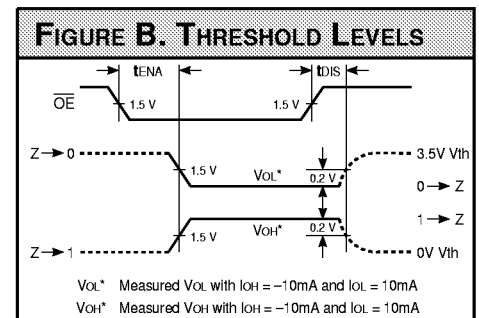 FIGURE B. THRESHOLD LEVELS
tENA
tDIS
OE
1.5 V
1.5 V
Z 0
3.5V Vth
1.5 V
VOL*
0.2 V
0 Z
1 Z
VOH*
0.2 V
1.5 V
Z 1
0V Vth
VOL* Measured VOL with IOH = –10mA and IOL = 10mA
VOH* Measured VOH with IOH = –10mA and IOL = 10mA